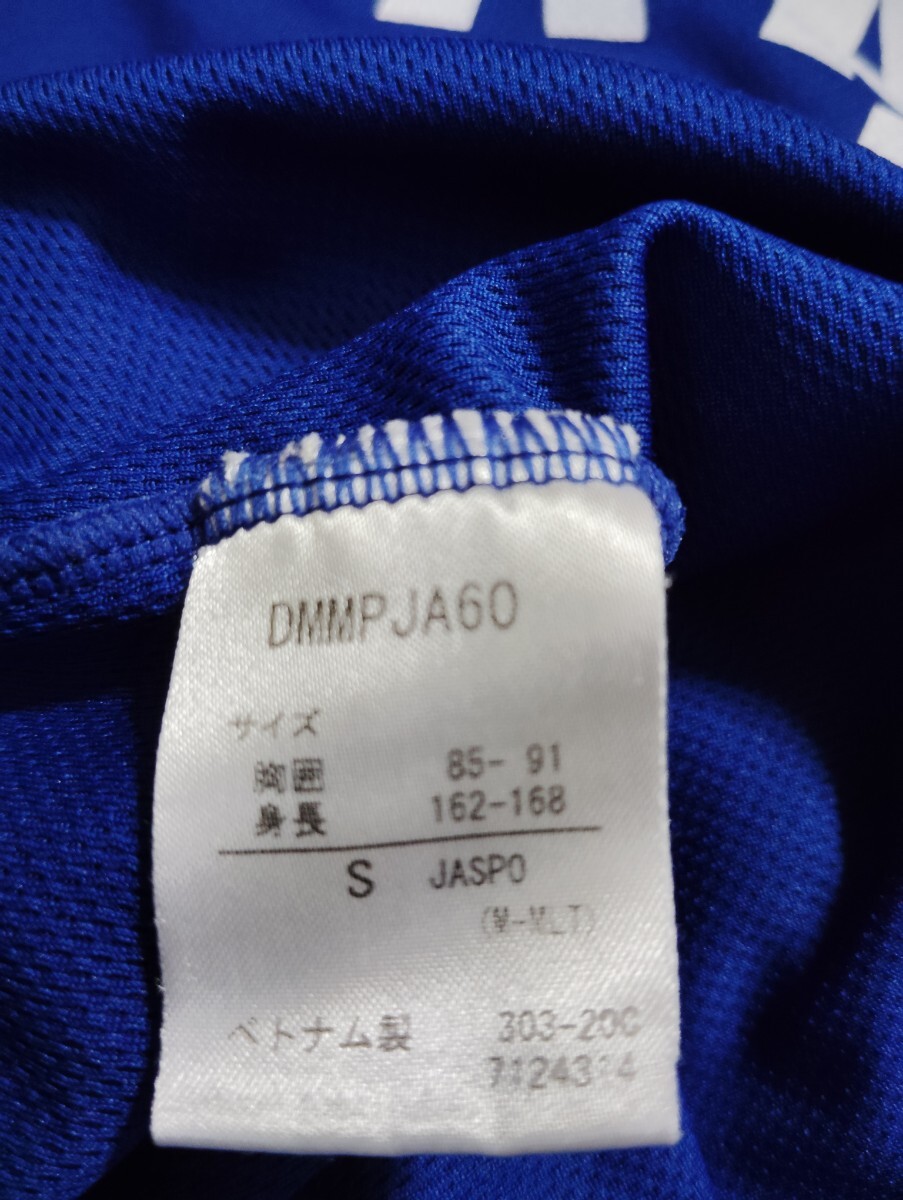 DMMPJA60
サイズ
胸囲 85- 91
身長 162-168
S JASPO
ベトナム製 303-20C